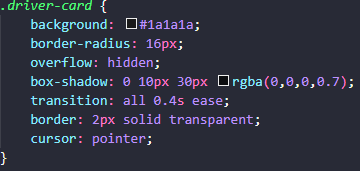 .driver-card {
    background: #1a1a1a;
    border-radius: 16px;
    overflow: hidden;
    box-shadow: 0 10px 30px rgba(0,0,0,0.7);
    transition: all 0.4s ease;
    border: 2px solid transparent;
    cursor: pointer;
}